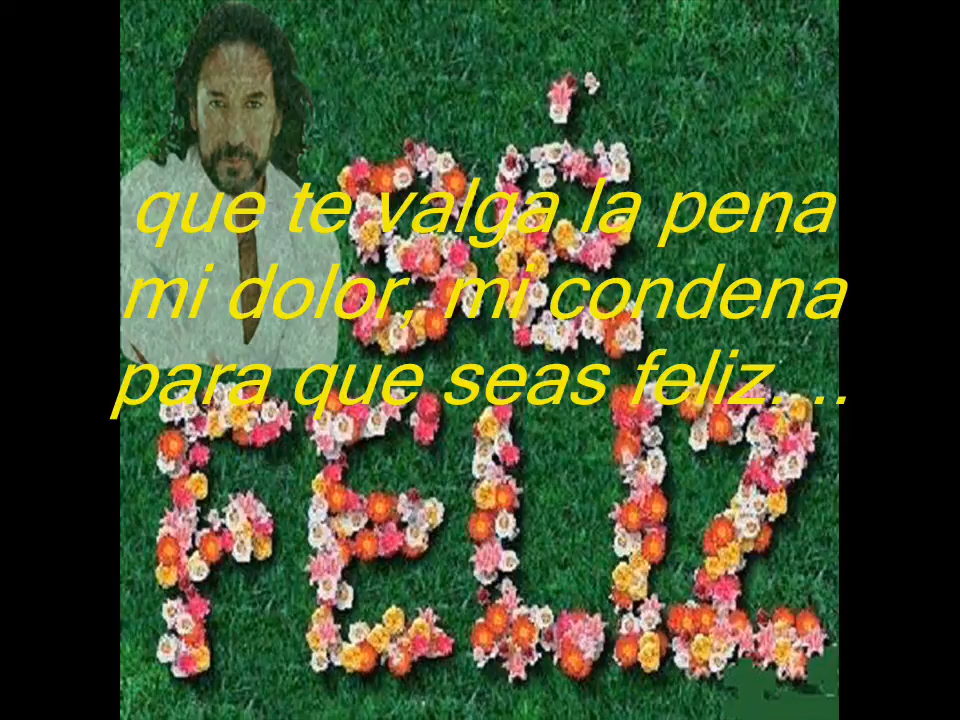 SÉ
que te valga la pena
mi dolor, mi condena
para que seas feliz...
FELIZ